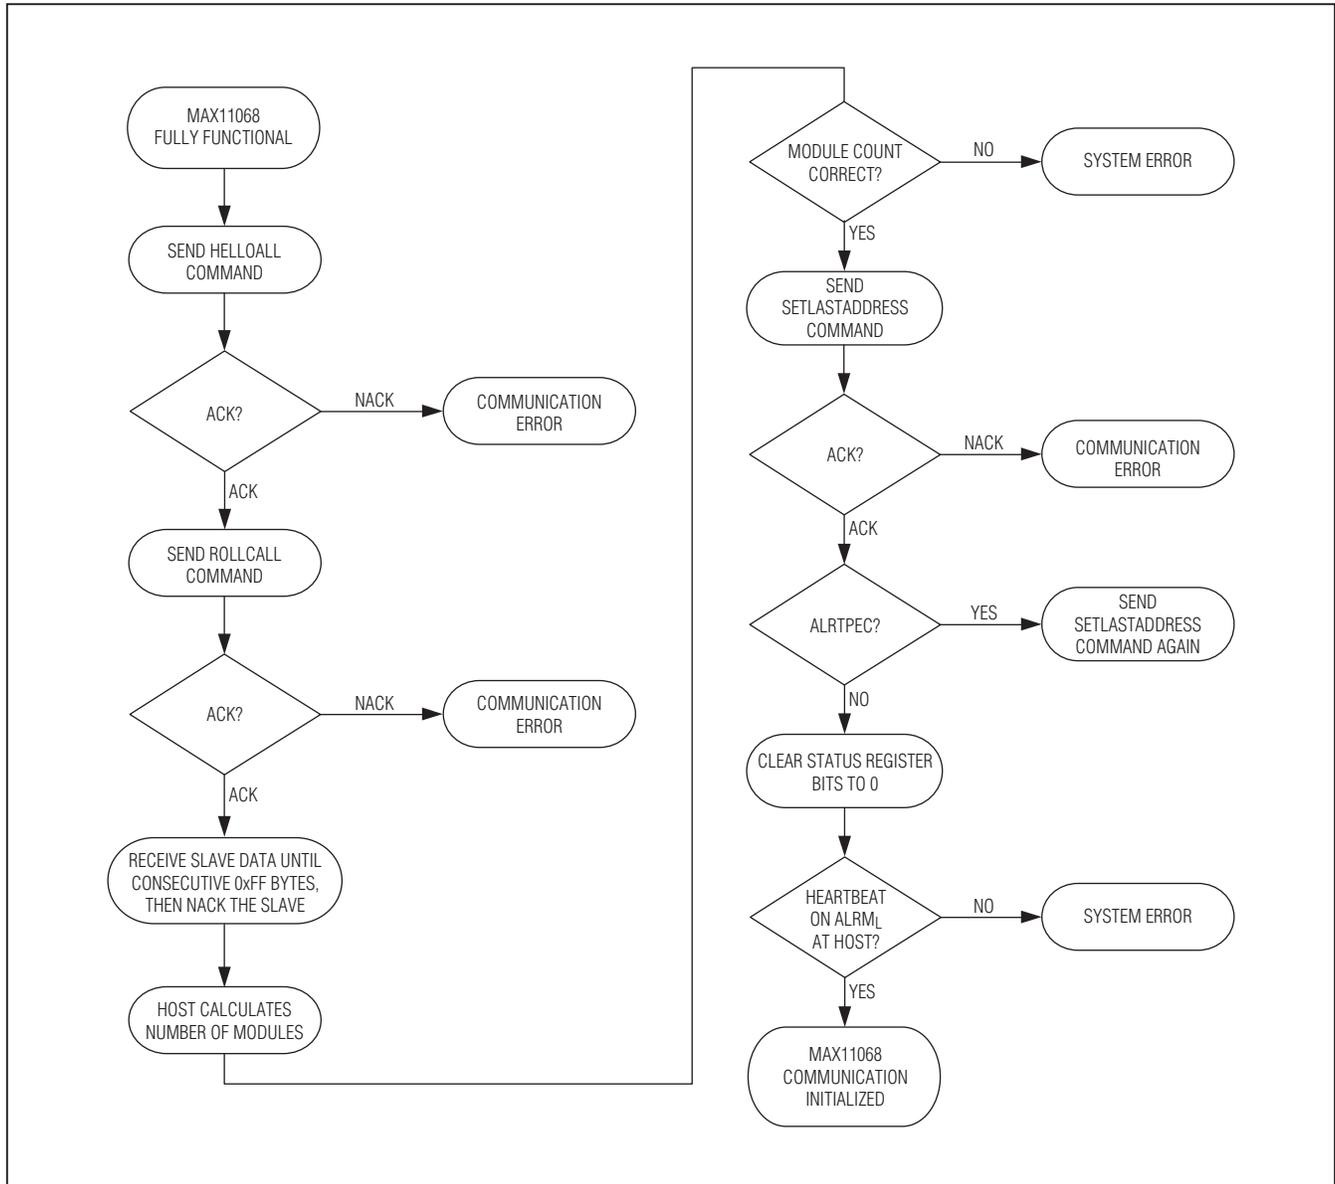 MAX11068
FULLY FUNCTIONAL
SEND HELLOALL
COMMAND
ACK?
NACK
COMMUNICATION
ERROR
ACK
SEND ROLLCALL
COMMAND
ACK?
NACK
COMMUNICATION
ERROR
ACK
RECEIVE SLAVE DATA UNTIL
CONSECUTIVE 0xFF BYTES,
THEN NACK THE SLAVE
HOST CALCULATES
NUMBER OF MODULES
MODULE COUNT
CORRECT?
NO
SYSTEM ERROR
YES
SEND
SETLASTADDRESS
COMMAND
ACK?
NACK
COMMUNICATION
ERROR
ACK
ALRTPEC?
YES
SEND
SETLASTADDRESS
COMMAND AGAIN
NO
CLEAR STATUS REGISTER
BITS TO 0
HEARTBEAT
ON ALRML
AT HOST?
NO
SYSTEM ERROR
YES
MAX11068
COMMUNICATION
INITIALIZED